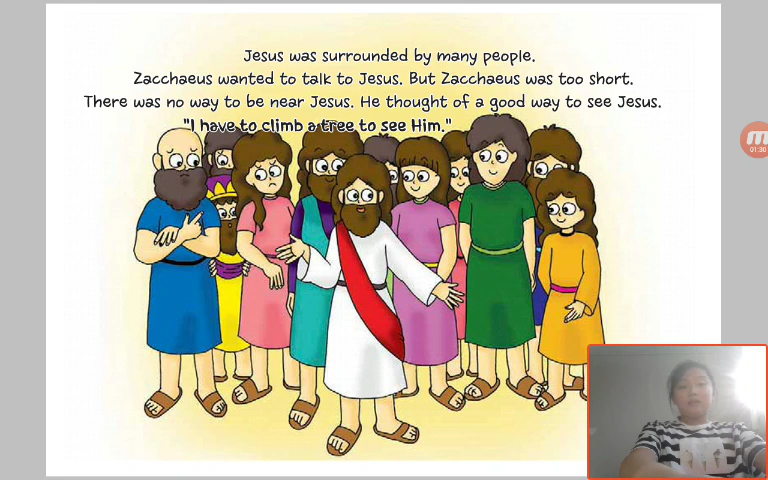 Jesus was surrounded by many people.
Zacchaeus wanted to talk to Jesus. But Zacchaeus was too short.
There was no way to be near Jesus. He thought of a good way to see Jesus.
"I have to climb a tree to see Him."
M
01:36